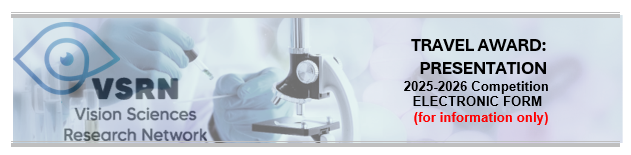 VSRN
Vision Sciences
Research Network
TRAVEL AWARD:
PRESENTATION
2025-2026 Competition
ELECTRONIC FORM
(for information only)